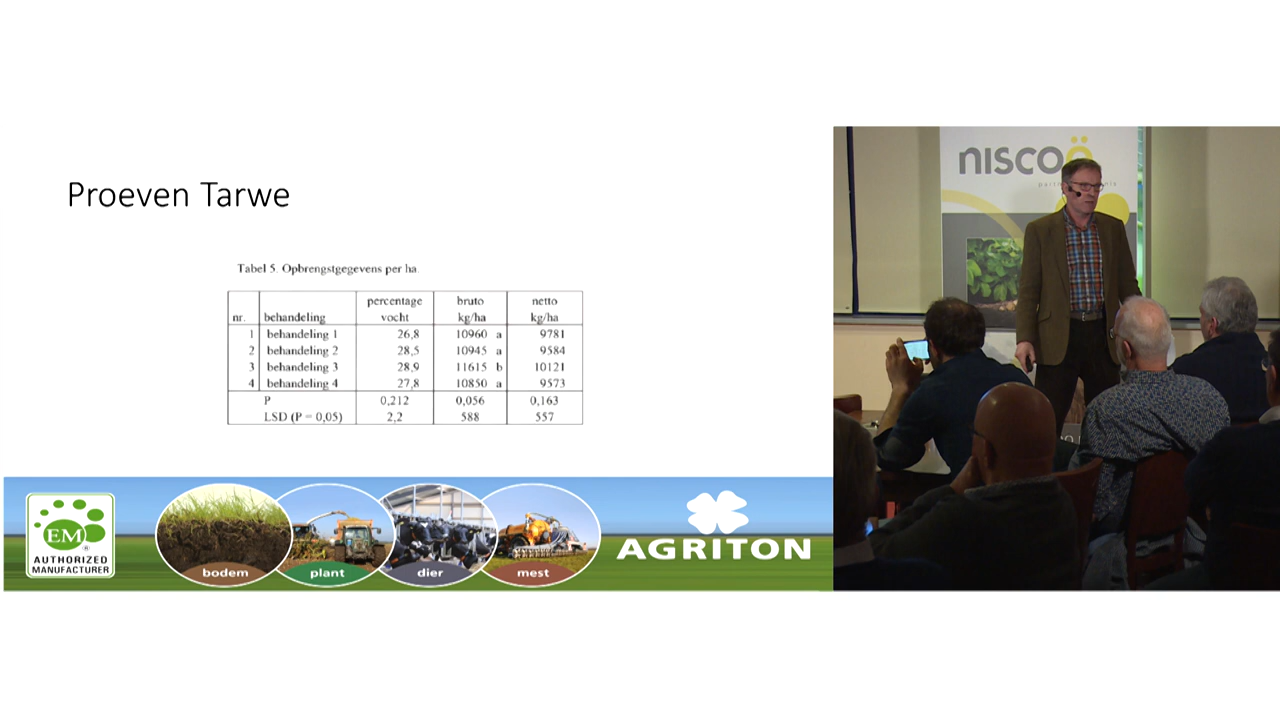 Proeven Tarwe
Tabel 5. Opbrengstgegevens per ha.
nr. behandeling percentage vocht bruto kg/ha netto kg/ha
1 behandeling 1 26,8 10960 a 9781
2 behandeling 2 28,5 10945 a 9584
3 behandeling 3 28,9 11615 b 10121
4 behandeling 4 27,8 10850 a 9573
P 0,212 0,056 0,163
LSD (P = 0,05) 2,2 588 557
EM®
AUTHORIZED
MANUFACTURER
bodem
plant
dier
mest
AGRITON
NISCOÖ